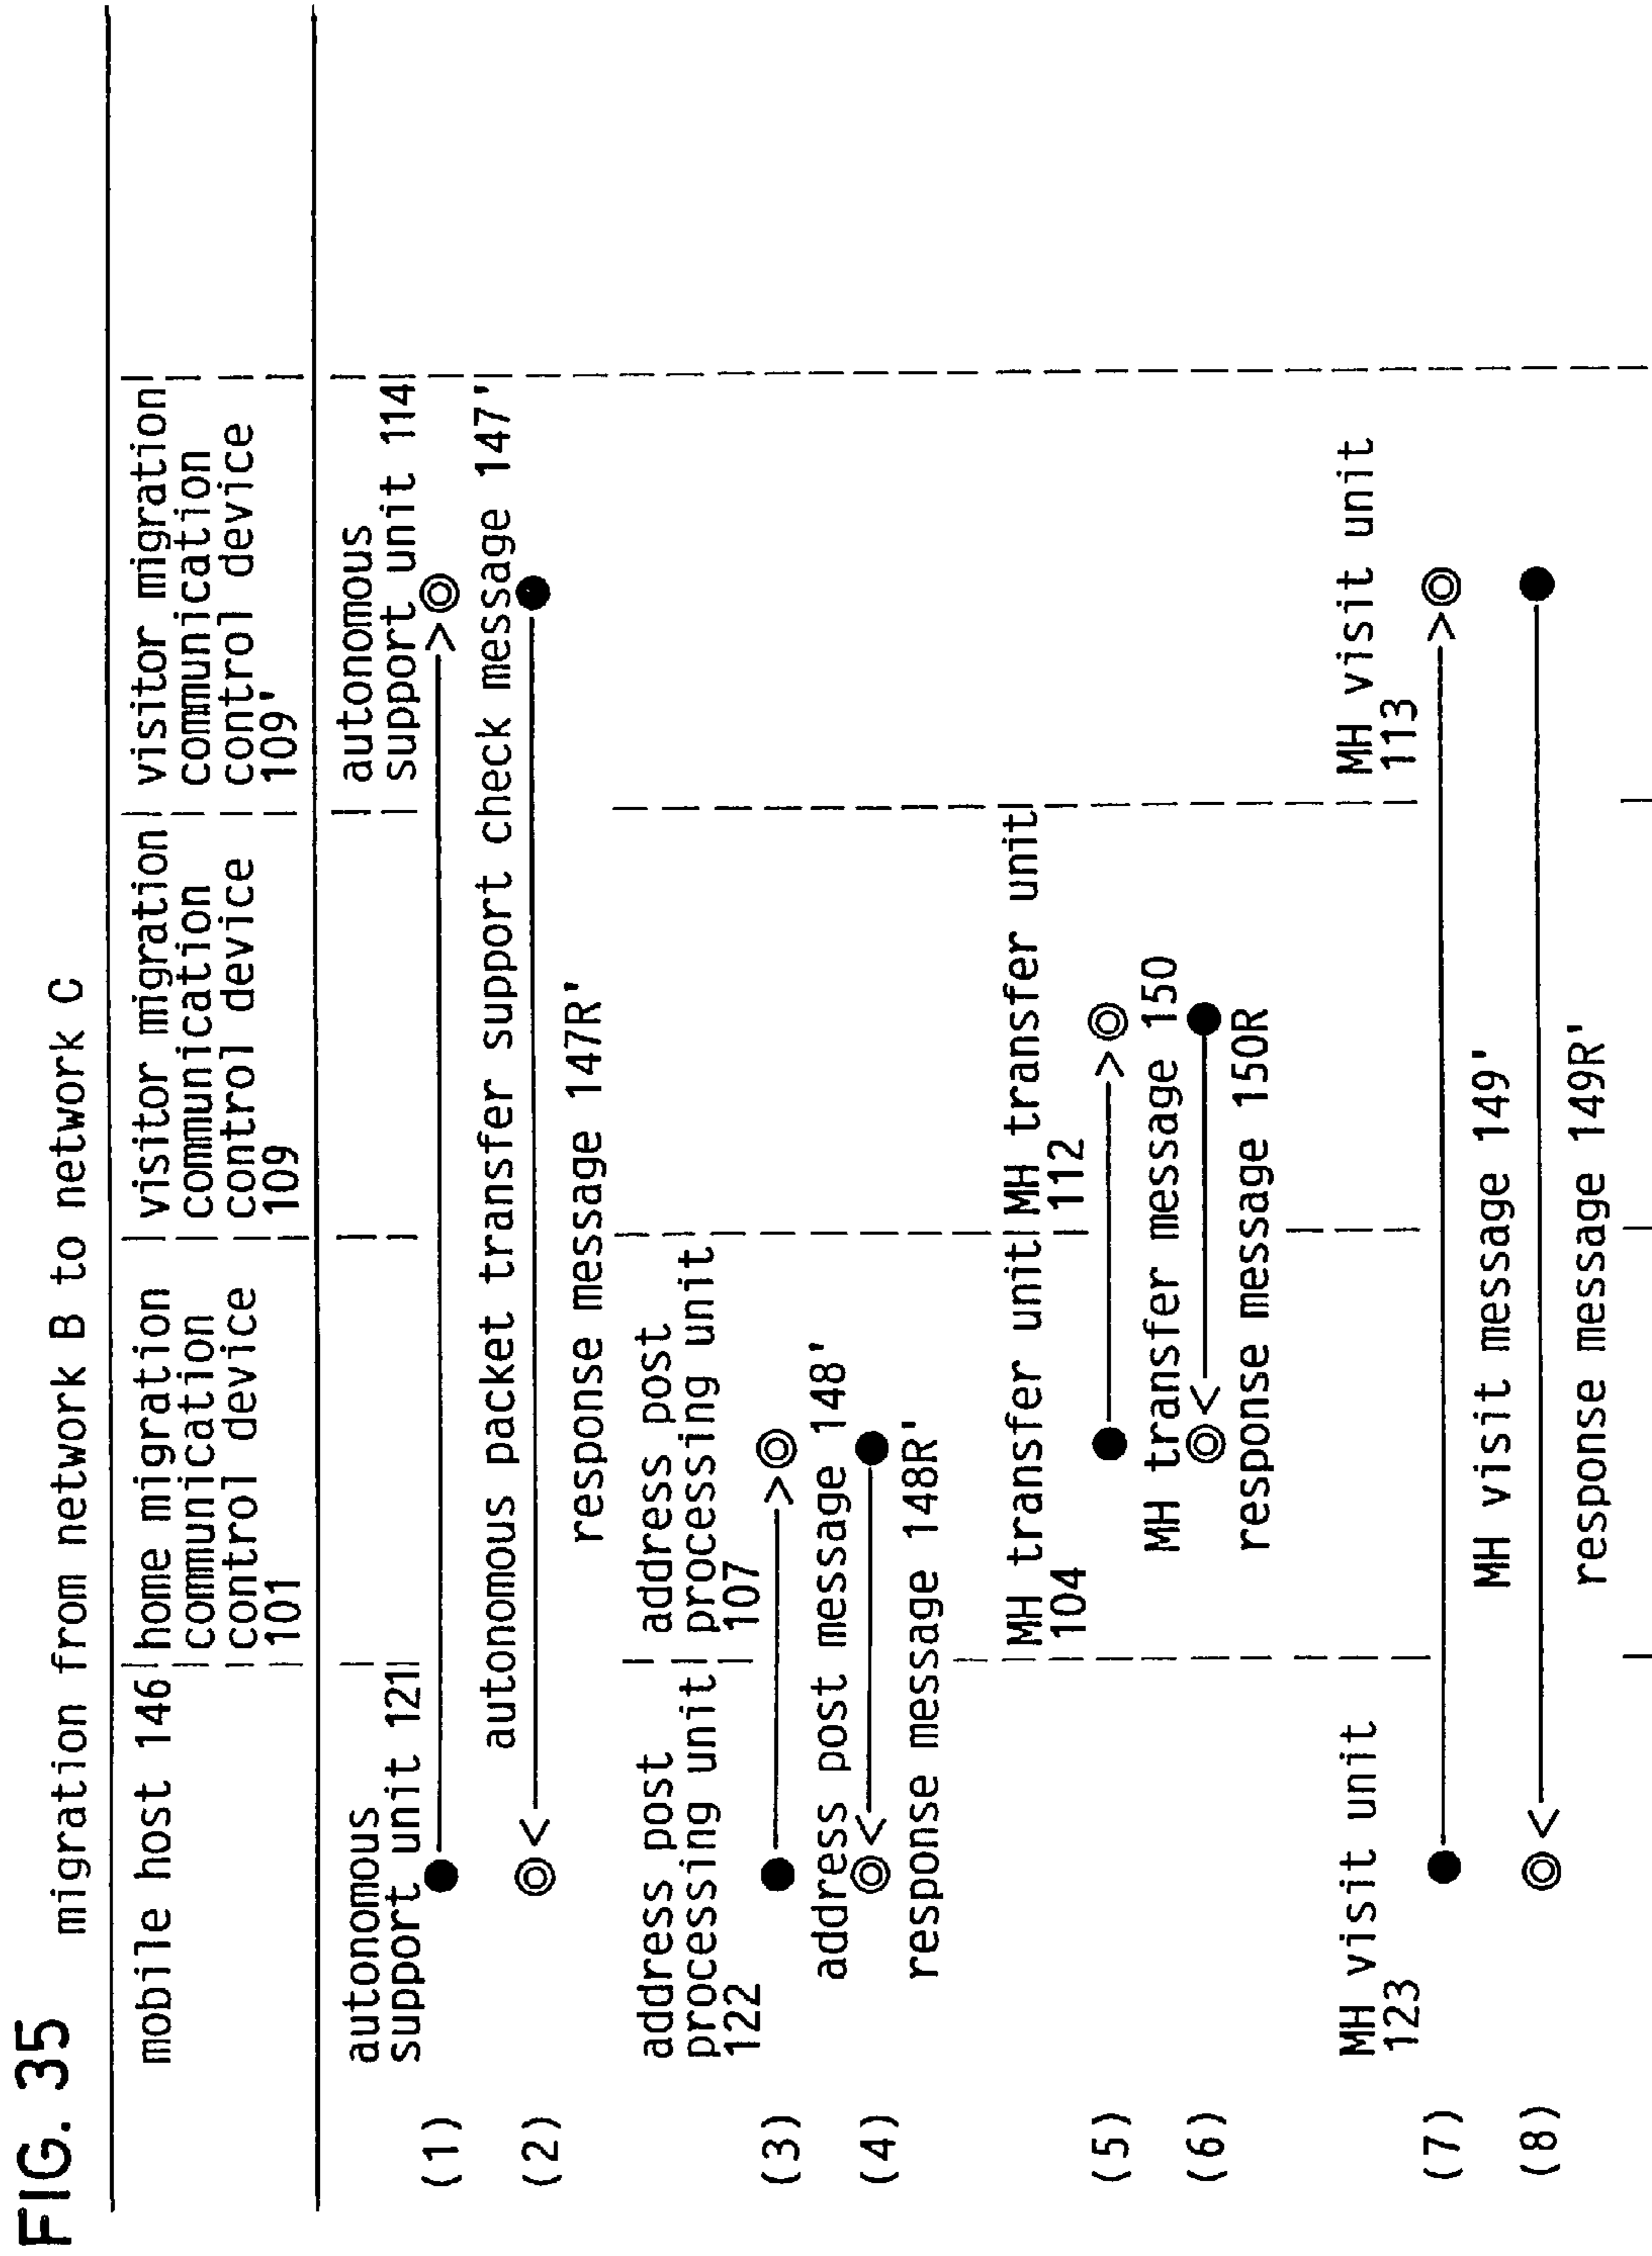 FIG. 35
migration from network B to network C
mobile host 146
home migration
communication
control device
101
visitor migration
communication
control device
109
visitor migration
communication
control device
109'
autonomous
support unit 121
autonomous
support unit 114
(1)
autonomous packet transfer support check message 147'
(2)
response message 147R'
address post
processing unit
122
address post
processing unit
107
(3)
address post message 148'
(4)
response message 148R'
MH transfer unit
104
MH transfer unit
112
(5)
MH transfer message 150
(6)
response message 150R
MH visit unit
123
MH visit unit
113
(7)
MH visit message 149'
(8)
response message 149R'